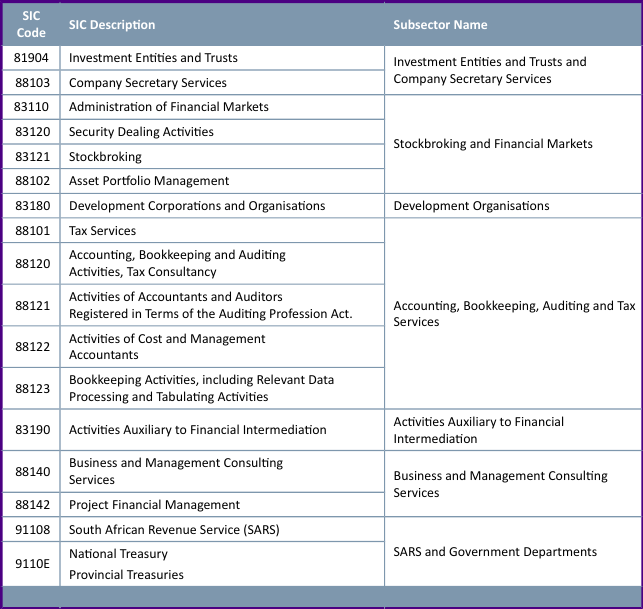 SIC Code SIC Description Subsector Name
81904 Investment Entities and Trusts
88103 Company Secretary Services
Investment Entities and Trusts and
Company Secretary Services
83110 Administration of Financial Markets
83120 Security Dealing Activities
83121 Stockbroking
88102 Asset Portfolio Management
Stockbroking and Financial Markets
83180 Development Corporations and Organisations Development Organisations
88101 Tax Services
88120 Accounting, Bookkeeping and Auditing
Activities, Tax Consultancy
88121 Activities of Accountants and Auditors
Registered in Terms of the Auditing Profession Act.
88122 Activities of Cost and Management
Accountants
88123 Bookkeeping Activities, including Relevant Data
Processing and Tabulating Activities
Accounting, Bookkeeping, Auditing and Tax
Services
83190 Activities Auxiliary to Financial Intermediation
Activities Auxiliary to Financial
Intermediation
88140 Business and Management Consulting
Services
88142 Project Financial Management
Business and Management Consulting
Services
91108 South African Revenue Service (SARS)
9110E National Treasury
Provincial Treasuries
SARS and Government Departments